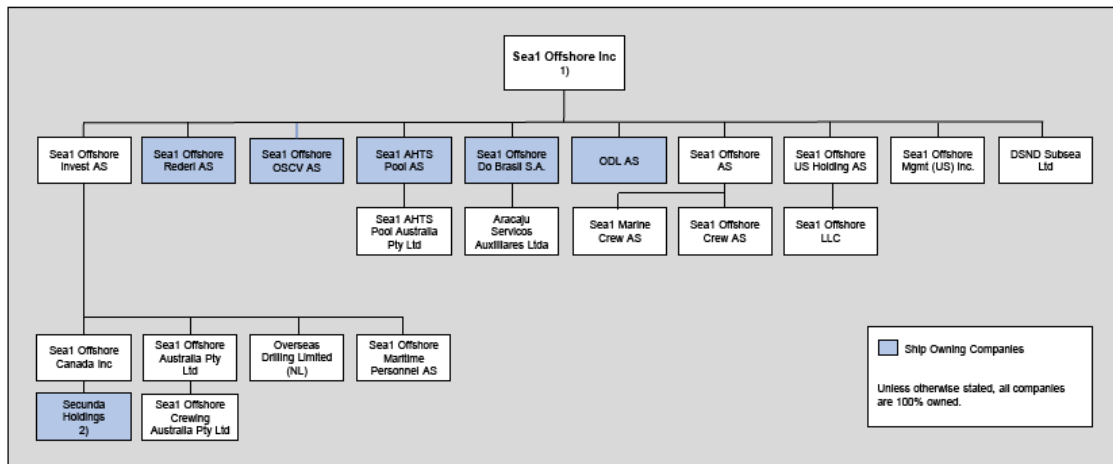 Sea1 Offshore Inc
1)
Sea1 Offshore
Invest AS
Sea1 Offshore
Rederi AS
Sea1 Offshore
OSCV AS
Sea1 AHTS
Pool AS
Sea1 Offshore
Do Brasil S.A.
ODL AS
Sea1 Offshore
AS
Sea1 Offshore
US Holding AS
Sea1 Offshore
Mgmt (US) Inc.
DSND Subsea
Ltd
Sea1 AHTS
Pool Australia
Pty Ltd
Aracaju
Servicos
Auxiliares Ltda
Sea1 Marine
Crew AS
Sea1 Offshore
Crew AS
Sea1 Offshore
LLC
Sea1 Offshore
Canada Inc
Sea1 Offshore
Australia Pty
Ltd
Overseas
Drilling Limited
(NL)
Sea1 Offshore
Maritime
Personnel AS
Secunda
Holdings
2)
Sea1 Offshore
Crewing
Australia Pty Ltd
Ship Owning Companies
Unless otherwise stated, all companies
are 100% owned.